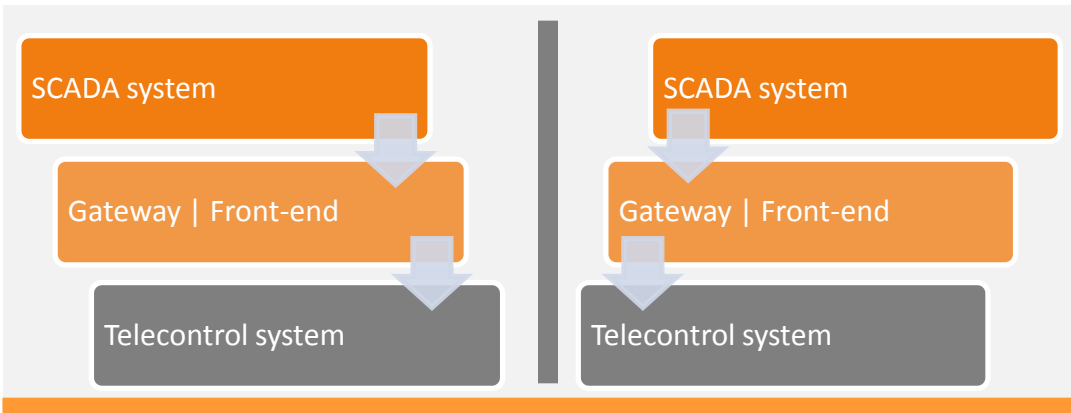 SCADA system
Gateway | Front-end
Telecontrol system
SCADA system
Gateway | Front-end
Telecontrol system